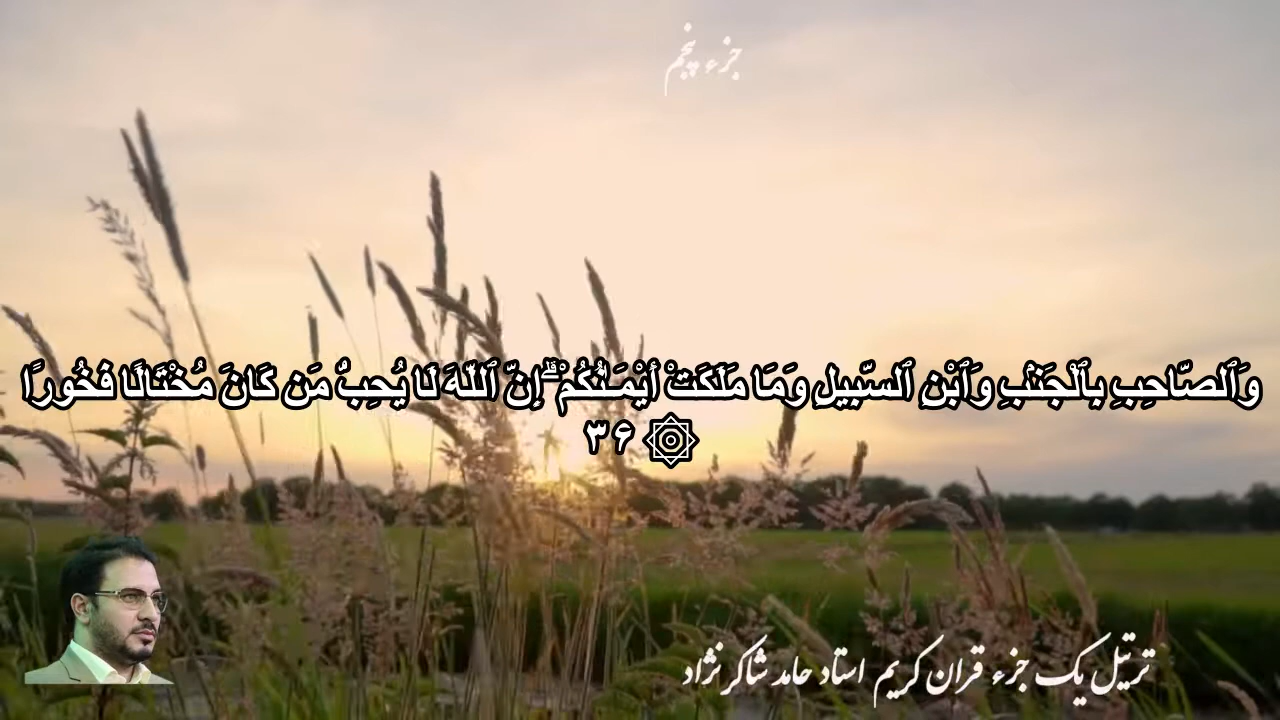 جزء پنجم
وَٱلصَّاحِبِ بِٱلْجَنۢبِ وَٱبْنِ ٱلسَّبِيلِ وَمَا مَلَكَتْ أَيْمَـٰنُكُمْ ۗ إِنَّ ٱللَّهَ لَا يُحِبُّ مَن كَانَ مُخْتَالًا فَخُورًا
۞ ۳۶
ترتیل یک جزء قران کریم استاد حامد شاکرنژاد